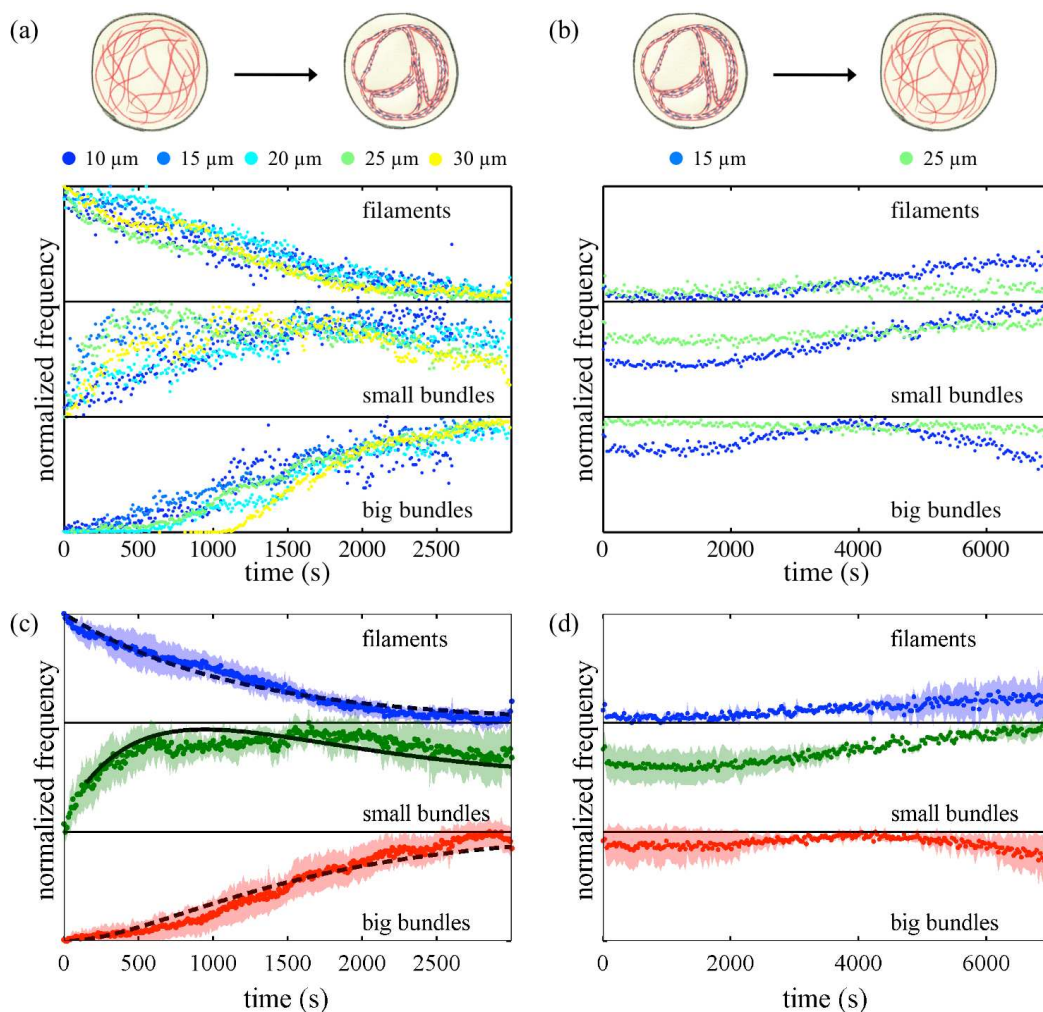 (a)
(b)
10 µm 15 µm 20 µm 25 µm 30 µm
15 µm 25 µm
normalized frequency
filaments
small bundles
big bundles
0 500 1000 1500 2000 2500
time (s)
normalized frequency
filaments
small bundles
big bundles
0 2000 4000 6000
time (s)
(c)
normalized frequency
filaments
small bundles
big bundles
0 500 1000 1500 2000 2500
time (s)
(d)
normalized frequency
filaments
small bundles
big bundles
0 2000 4000 6000
time (s)